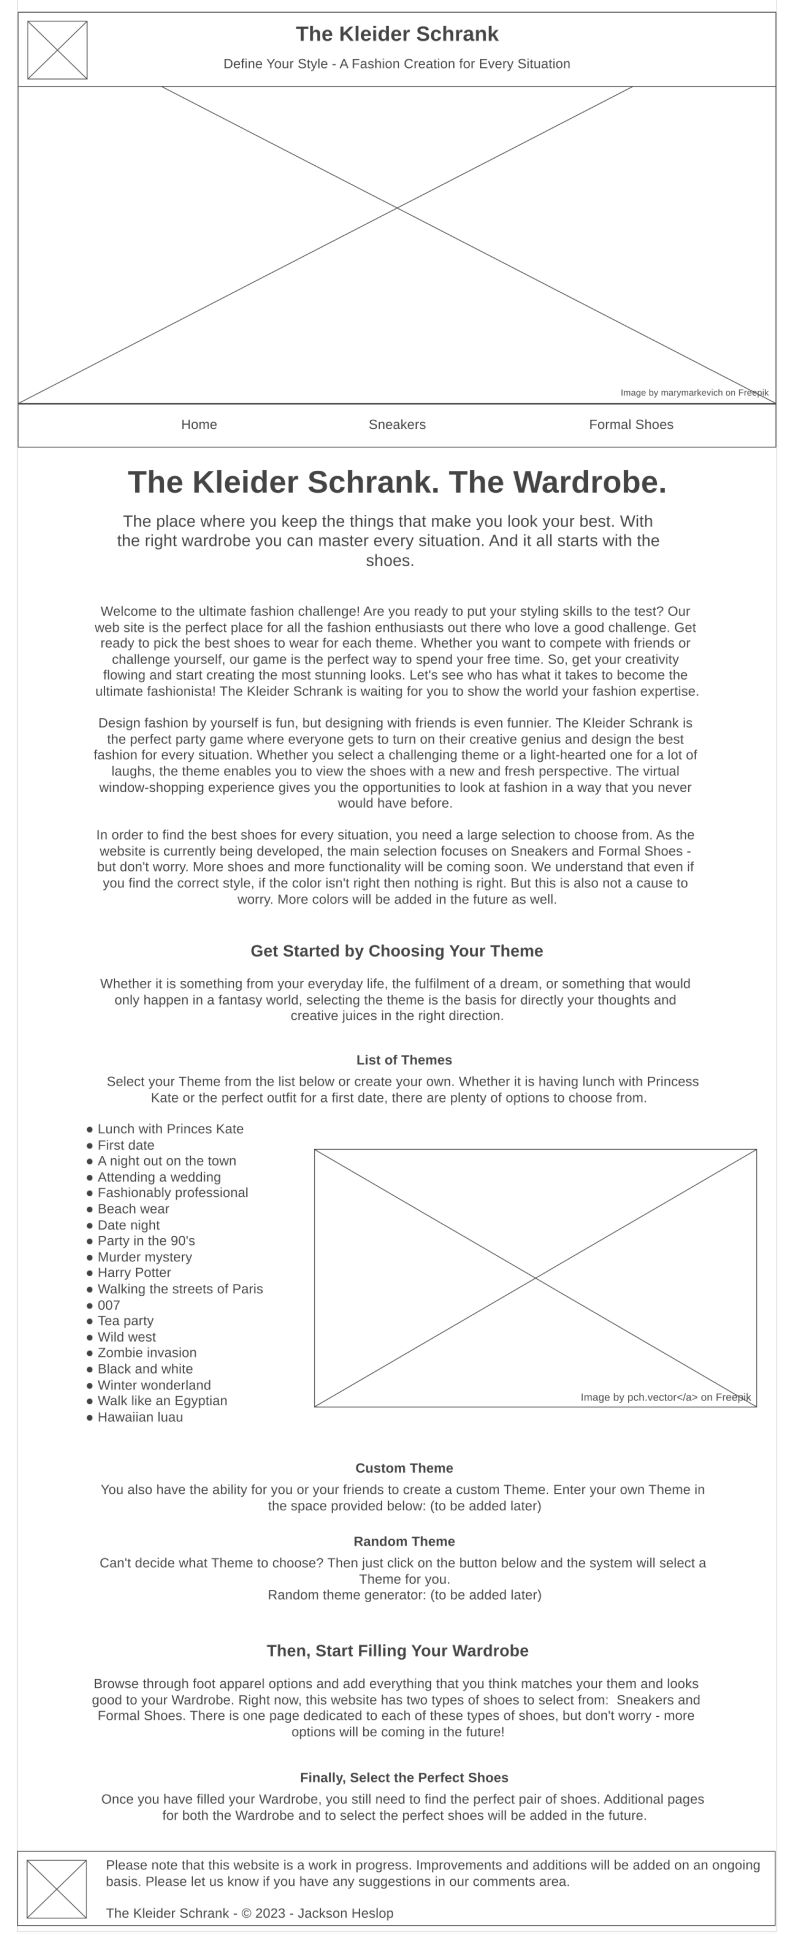 The Kleider Schrank
Define Your Style - A Fashion Creation for Every Situation
Image by marymarkevich on Freepik
Home Sneakers Formal Shoes
The Kleider Schrank. The Wardrobe.
The place where you keep the things that make you look your best. With
the right wardrobe you can master every situation. And it all starts with the
shoes.
Welcome to the ultimate fashion challenge! Are you ready to put your styling skills to the test? Our
web site is the perfect place for all the fashion enthusiasts out there who love a good challenge. Get
ready to pick the best shoes to wear for each theme. Whether you want to compete with friends or
challenge yourself, our game is the perfect way to spend your free time. So, get your creativity
flowing and start creating the most stunning looks. Let's see who has what it takes to become the
ultimate fashionista! The Kleider Schrank is waiting for you to show the world your fashion expertise.
Design fashion by yourself is fun, but designing with friends is even funnier. The Kleider Schrank is
the perfect party game where everyone gets to turn on their creative genius and design the best
fashion for every situation. Whether you select a challenging theme or a light-hearted one for a lot of
laughs, the theme enables you to view the shoes with a new and fresh perspective. The virtual
window-shopping experience gives you the opportunities to look at fashion in a way that you never
would have before.
In order to find the best shoes for every situation, you need a large selection to choose from. As the
website is currently being developed, the main selection focuses on Sneakers and Formal Shoes -
but don't worry. More shoes and more functionality will be coming soon. We understand that even if
you find the correct style, if the color isn't right then nothing is right. But this is also not a cause to
worry. More colors will be added in the future as well.
Get Started by Choosing Your Theme
Whether it is something from your everyday life, the fulfilment of a dream, or something that would
only happen in a fantasy world, selecting the theme is the basis for directly your thoughts and
creative juices in the right direction.
List of Themes
Select your Theme from the list below or create your own. Whether it is having lunch with Princess
Kate or the perfect outfit for a first date, there are plenty of options to choose from.
● Lunch with Princes Kate
● First date
● A night out on the town
● Attending a wedding
● Fashionably professional
● Beach wear
● Date night
● Party in the 90's
● Murder mystery
● Harry Potter
● Walking the streets of Paris
● 007
● Tea party
● Wild west
● Zombie invasion
● Black and white
● Winter wonderland
● Walk like an Egyptian
● Hawaiian luau
Image by pch.vector</a> on Freepik
Custom Theme
You also have the ability for you or your friends to create a custom Theme. Enter your own Theme in
the space provided below: (to be added later)
Random Theme
Can't decide what Theme to choose? Then just click on the button below and the system will select a
Theme for you.
Random theme generator: (to be added later)
Then, Start Filling Your Wardrobe
Browse through foot apparel options and add everything that you think matches your them and looks
good to your Wardrobe. Right now, this website has two types of shoes to select from:  Sneakers and
Formal Shoes. There is one page dedicated to each of these types of shoes, but don't worry - more
options will be coming in the future!
Finally, Select the Perfect Shoes
Once you have filled your Wardrobe, you still need to find the perfect pair of shoes. Additional pages
for both the Wardrobe and to select the perfect shoes will be added in the future.
Please note that this website is a work in progress. Improvements and additions will be added on an ongoing
basis. Please let us know if you have any suggestions in our comments area.
The Kleider Schrank - © 2023 - Jackson Heslop